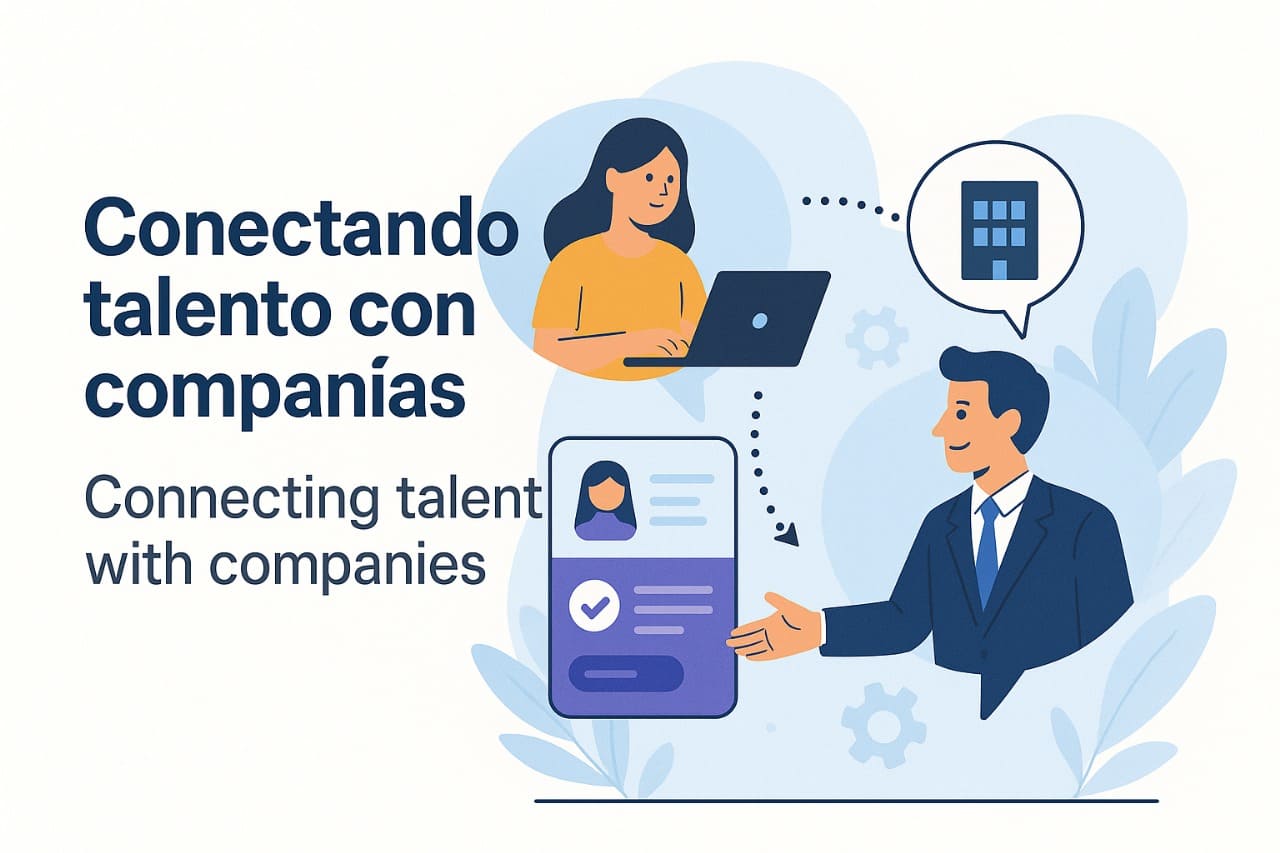 Conectando
talento con
companías
Connecting talent
with companies